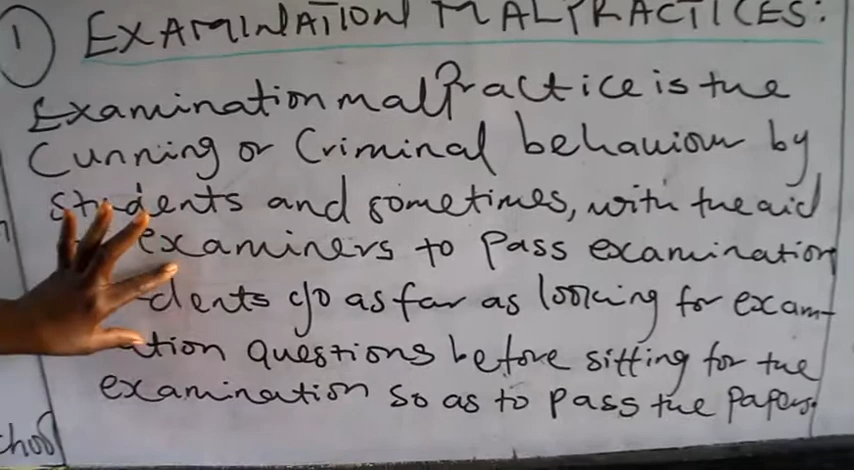 1 EXAMINATION MALPRACTICES:
Examination malPractice is the
Cunning or Criminal behaviour by
students and sometimes, with the aid
examiners to pass examination
dents go as far as looking for exam-
ation questions before sitting for the
examination so as to pass the papers.